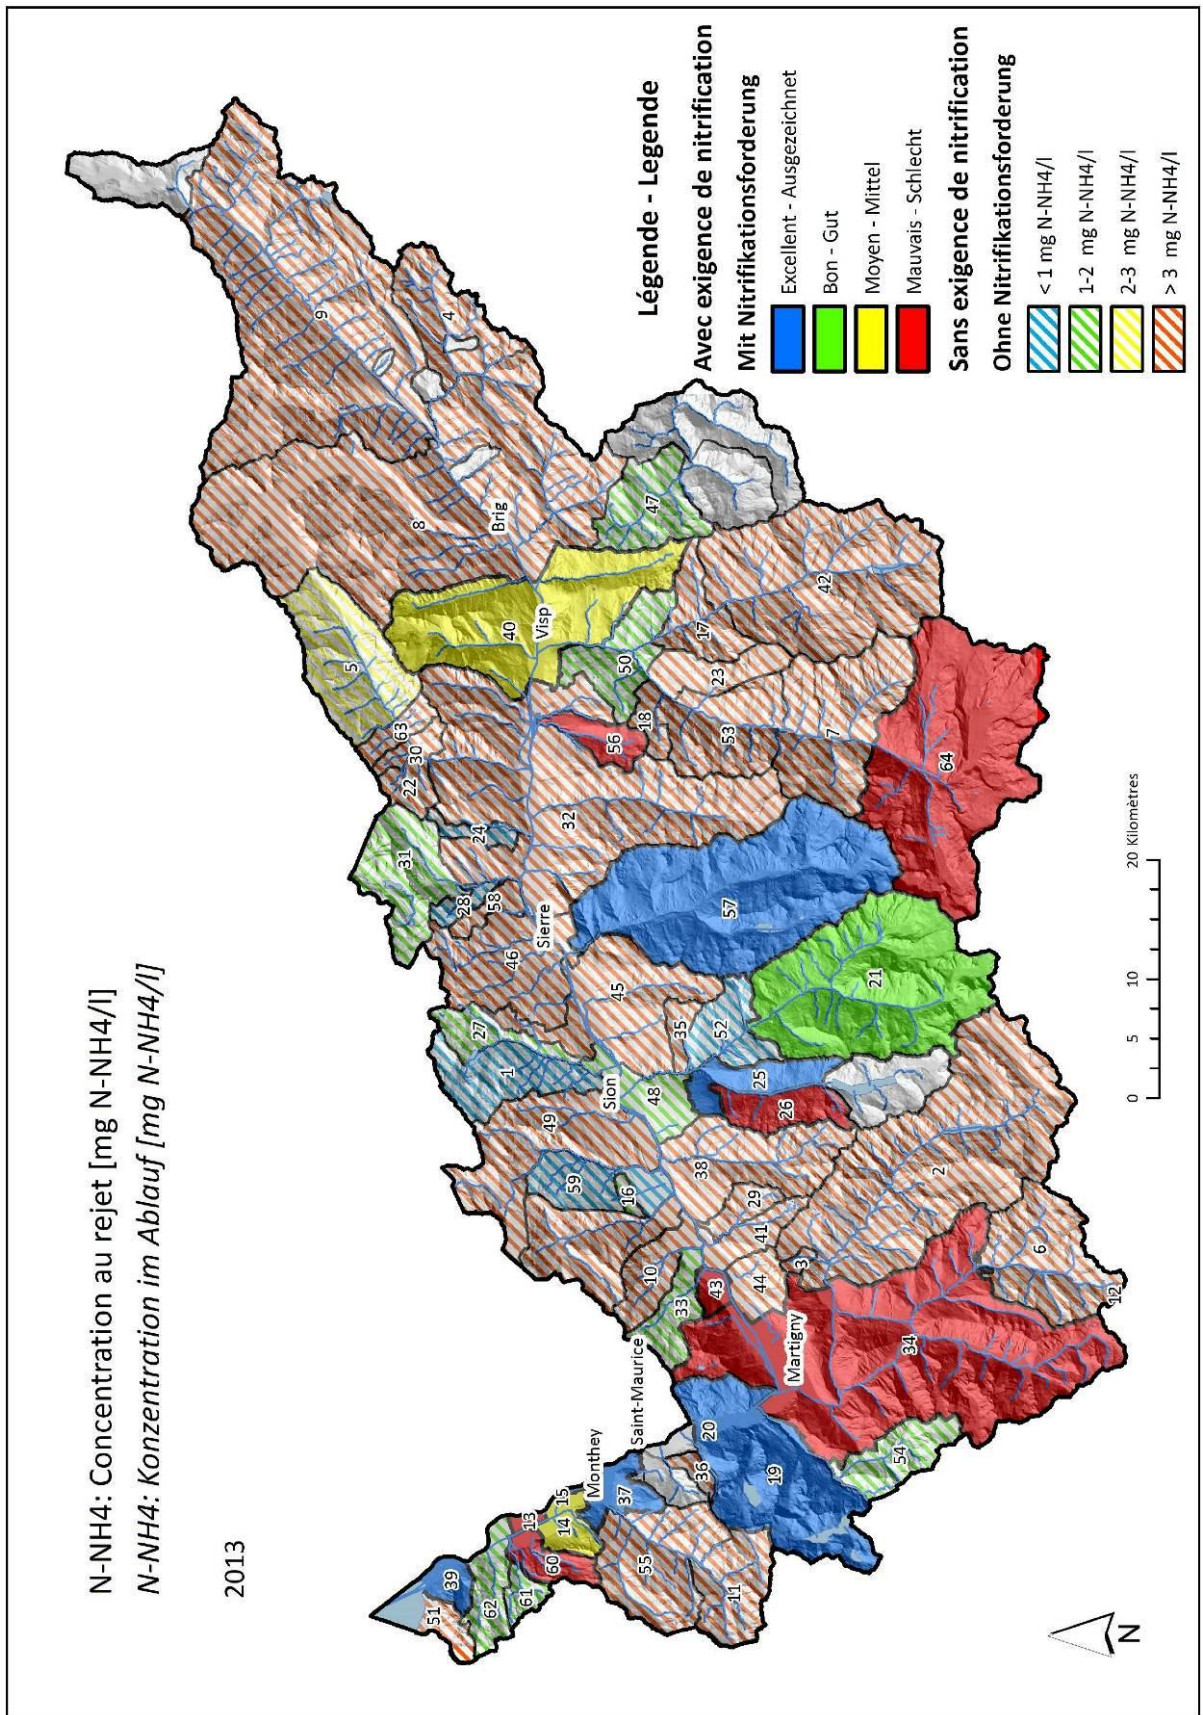 N-NH4: Concentration au rejet [mg N-NH4/l]
N-NH4: Konzentration im Ablauf [mg N-NH4/l]
2013
Légende - Legende
Avec exigence de nitrification
Mit Nitrifikationsforderung
Excellent - Ausgezeichnet
Bon - Gut
Moyen - Mittel
Mauvais - Schlecht
Sans exigence de nitrification
Ohne Nitrifikationsforderung
< 1 mg N-NH4/l
1-2 mg N-NH4/l
2-3 mg N-NH4/l
> 3 mg N-NH4/l
51
39
62
61
13
60
14
15
Monthey
37
55
11
36
Saint-Maurice
20
19
54
Martigny
34
43
33
10
44
3
41
29
12
6
2
38
16
59
49
Sion
48
26
25
1
27
35
52
45
21
57
46
Sierre
28
58
31
24
32
22
30
63
5
56
18
53
7
64
23
50
17
40
Visp
42
47
8
Brig
9
4
0
5
10
20 Kilomètres
N